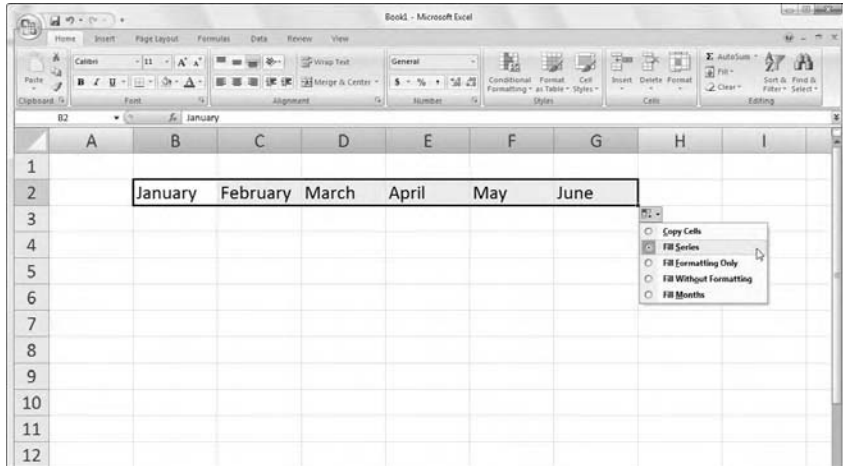 Book1 - Microsoft Excel
Home Insert Page Layout Formulas Data Review View
Calibri 11 A A Wrap Text General AutoSum
Paste B I U A Merge & Center $ % , Conditional Formatting Format as Table Cell Styles Insert Delete Format Fill Clear Sort & Filter Find & Select
Clipboard Font Alignment Number Styles Cells Editing
B2 fx January
A B C D E F G H I
1
2 January February March April May June
3
Copy Cells
4
Fill Series
5
Fill Formatting Only
Fill Without Formatting
6
Fill Months
7
8
9
10
11
12